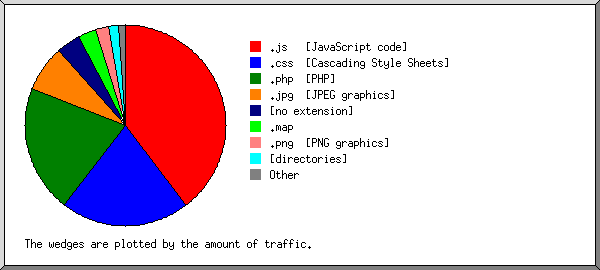 .js [JavaScript code]
.css [Cascading Style Sheets]
.php [PHP]
.jpg [JPEG graphics]
[no extension]
.map
.png [PNG graphics]
[directories]
Other
The wedges are plotted by the amount of traffic.